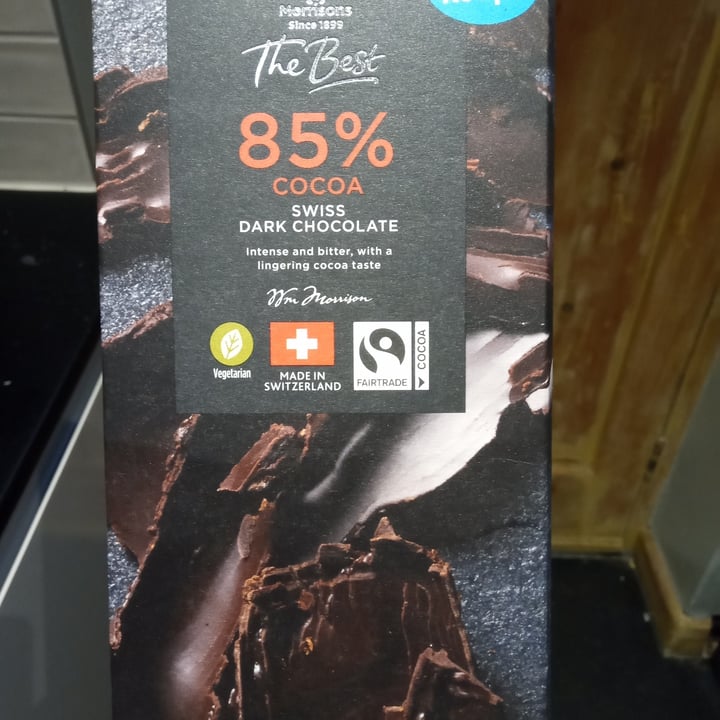 Morrisons
Since 1899
The Best
85%
COCOA
SWISS
DARK CHOCOLATE
Intense and bitter, with a
lingering cocoa taste
Wm Morrison
Vegetarian
MADE IN
SWITZERLAND
FAIRTRADE
COCOA